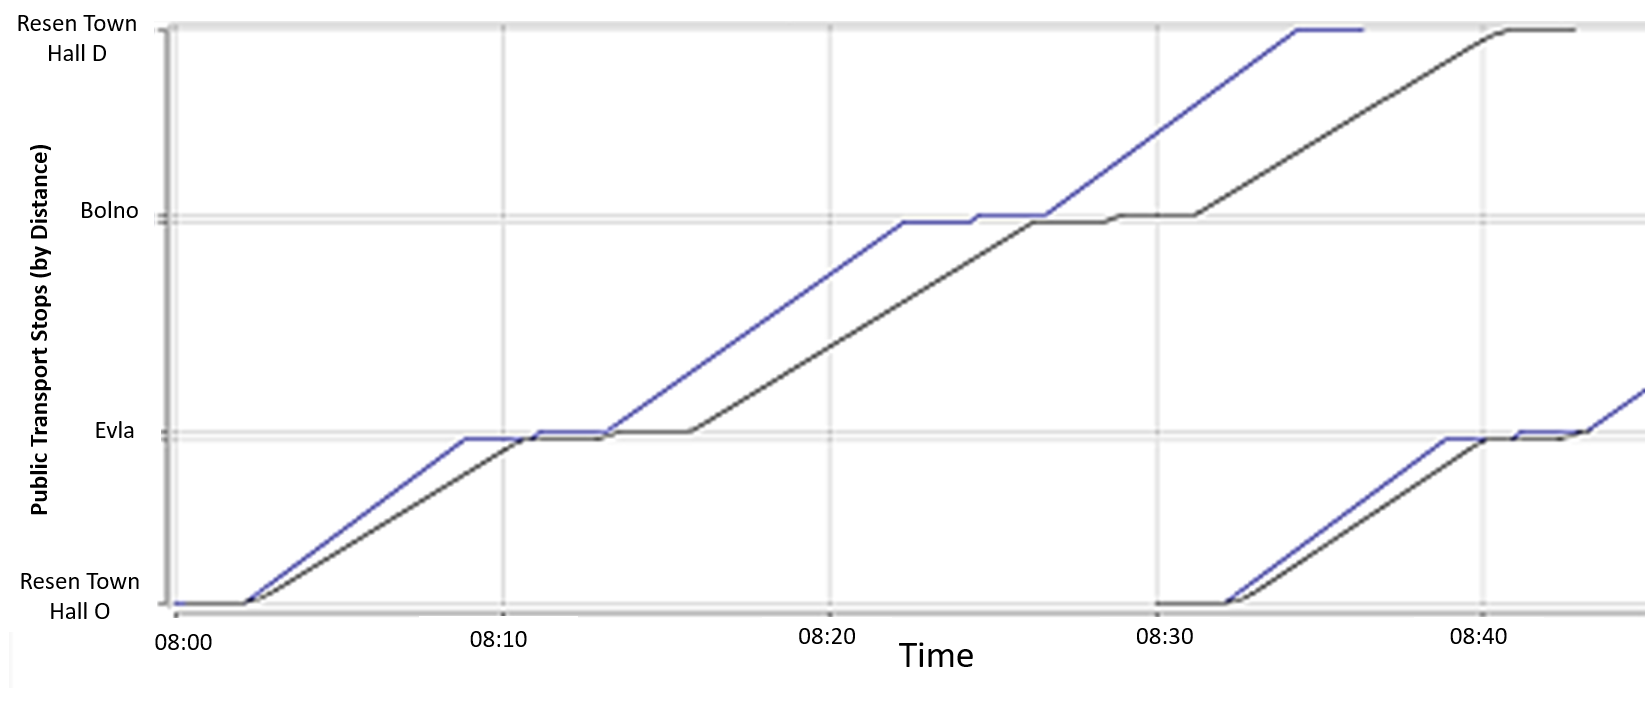 Resen Town
Hall D
Bolno
Evla
Resen Town
Hall O
Public Transport Stops (by Distance)
08:00
08:10
08:20
08:30
08:40
Time